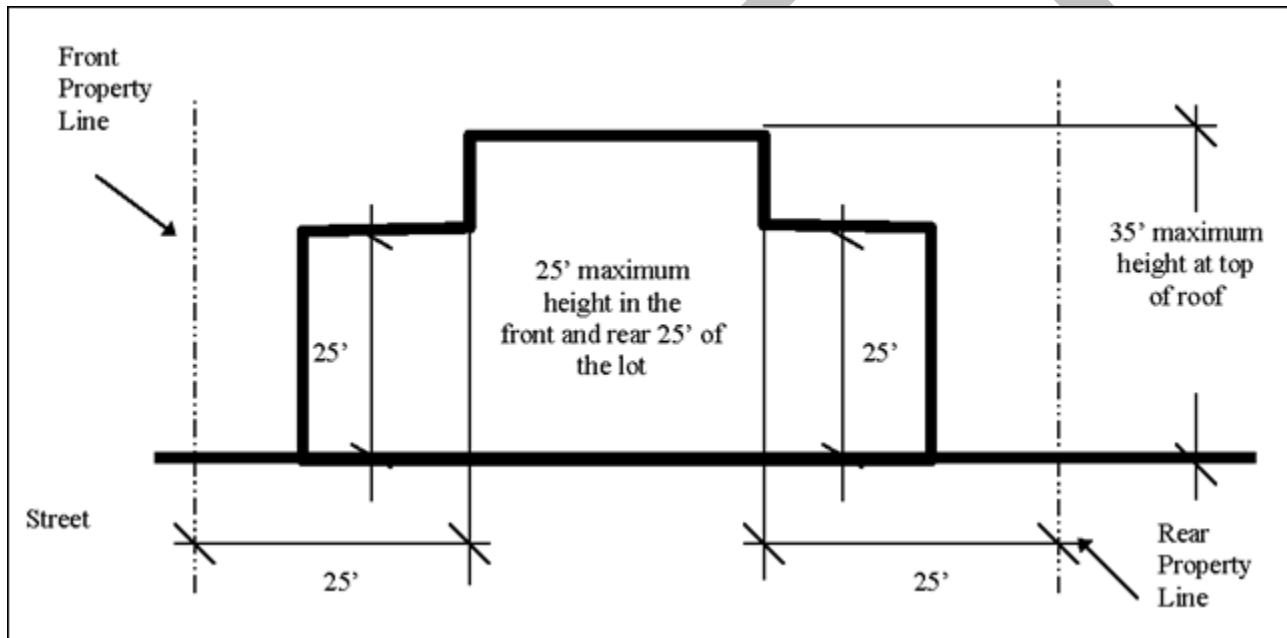 Front
Property
Line
25’ maximum
height in the
front and rear 25’ of
the lot
25’
25’
35’ maximum
height at top
of roof
Street
25’
25’
Rear
Property
Line